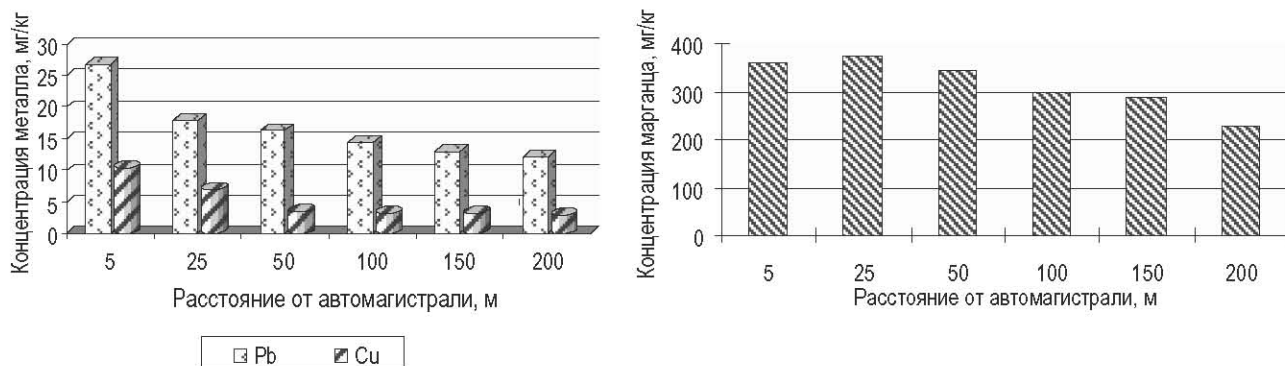 Концентрация металла, мг/кг
30
25
20
15
10
5
0
5 25 50 100 150 200
Расстояние от автомагистрали, м
Pb Cu
Концентрация марганца, мг/кг
400
300
200
100
0
5 25 50 100 150 200
Расстояние от автомагистрали, м